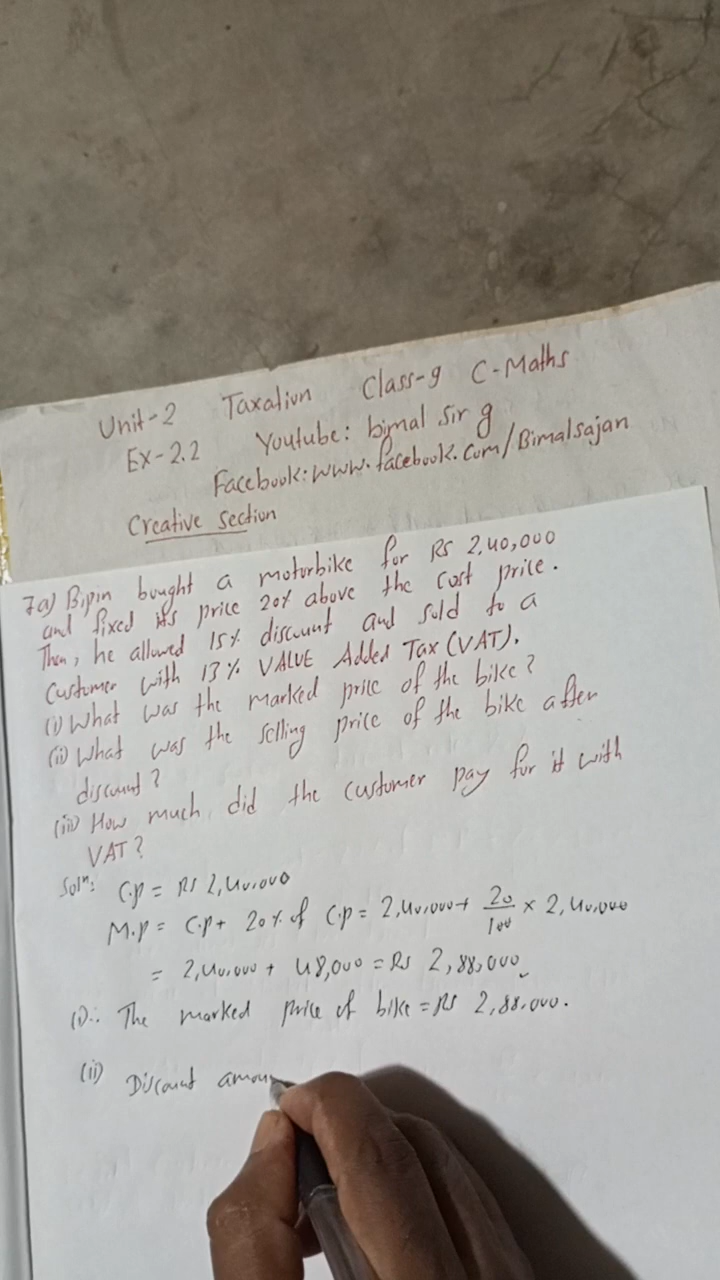 Unit-2 Taxation Class-9 C-Maths
Ex-2.2 Youtube: bimal sir g
Facebook: www.facebook.com/Bimalsajan
Creative section
7a) Bipin bought a motorbike for Rs 2,40,000
and fixed its price 20% above the cost price.
Then, he allowed 15% discount and sold to a
customer with 13% VALUE Added Tax (VAT).
(i) What was the marked price of the bike?
(ii) What was the selling price of the bike after
discount?
(iii) How much did the customer pay for it with
VAT?
Solⁿ: C.P = Rs 2,40,000
M.P = C.P + 20% of C.P = 2,40,000 + 20/100 × 2,40,000
= 2,40,000 + 48,000 = Rs 2,88,000
(i) ∴ The marked price of bike = Rs 2,88,000.
(ii) Discount amoun